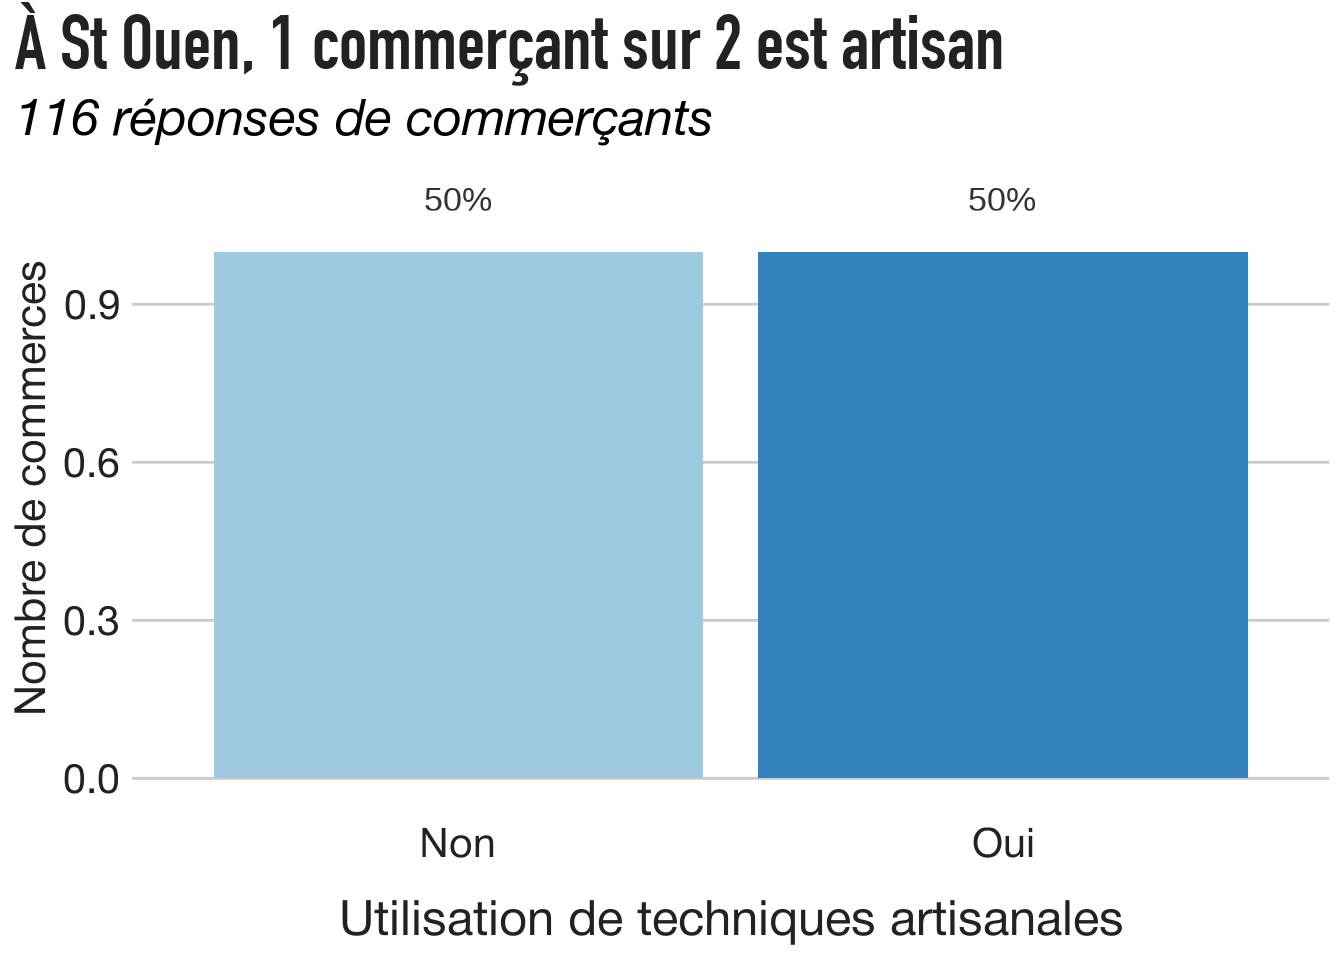 À St Ouen, 1 commerçant sur 2 est artisan
116 réponses de commerçants
50% 50%
Nombre de commerces
0.9
0.6
0.3
0.0
Non Oui
Utilisation de techniques artisanales